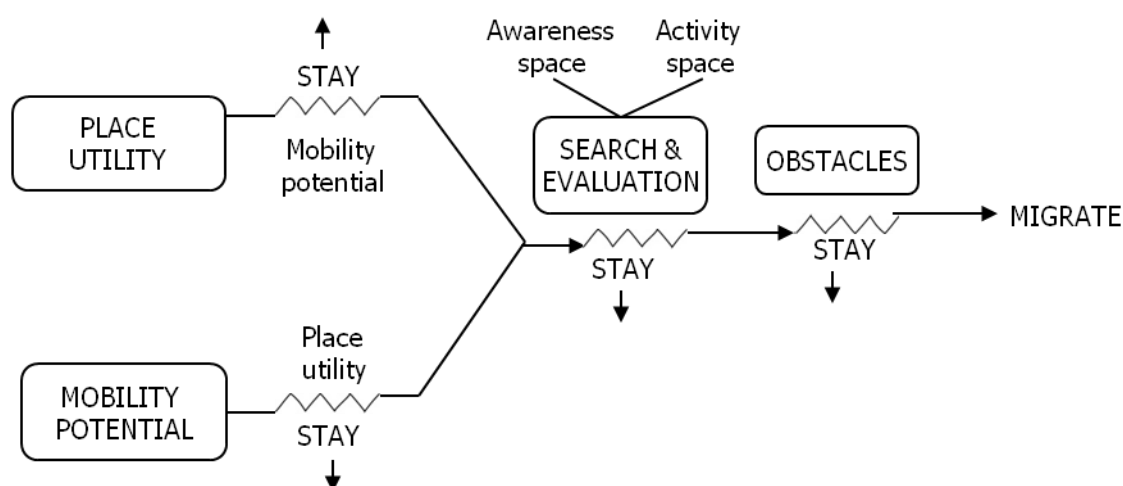 Awareness
space
Activity
space
STAY
PLACE
UTILITY
Mobility
potential
SEARCH &
EVALUATION
OBSTACLES
MIGRATE
STAY
STAY
Place
utility
MOBILITY
POTENTIAL
STAY